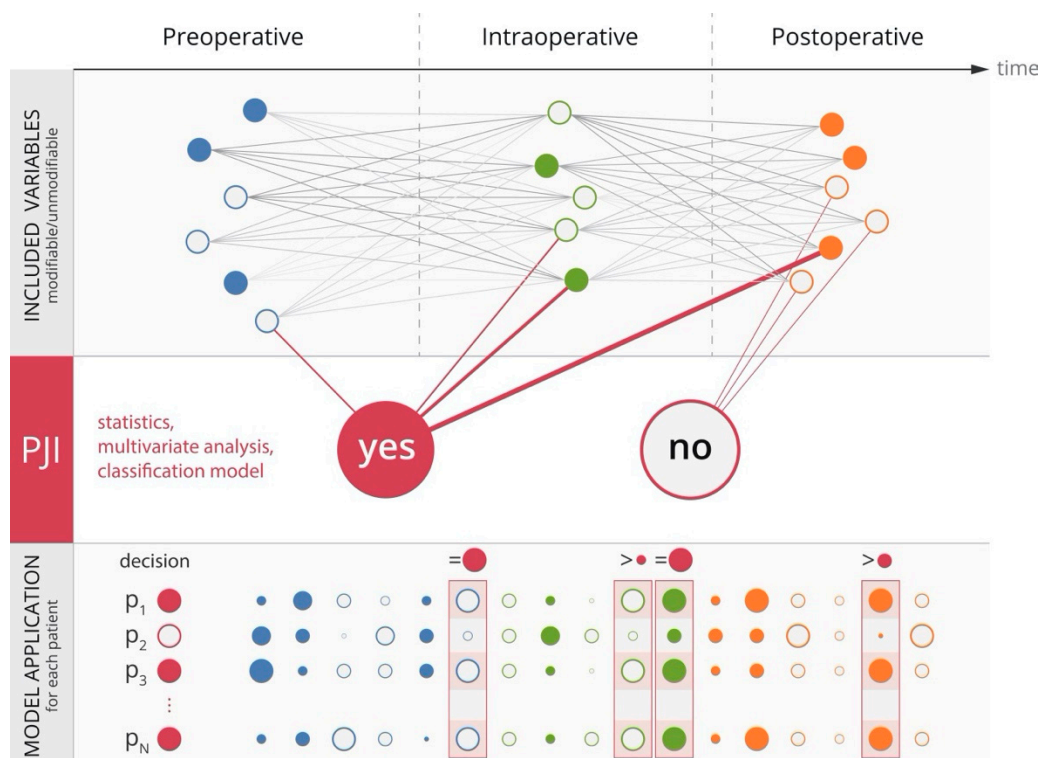 Preoperative
Intraoperative
Postoperative
time
INCLUDED VARIABLES
modifiable/unmodifiable
PJI
statistics,
multivariate analysis,
classification model
yes
no
MODEL APPLICATION
for each patient
decision
=
>
=
>
p1
p2
p3
⋮
pN